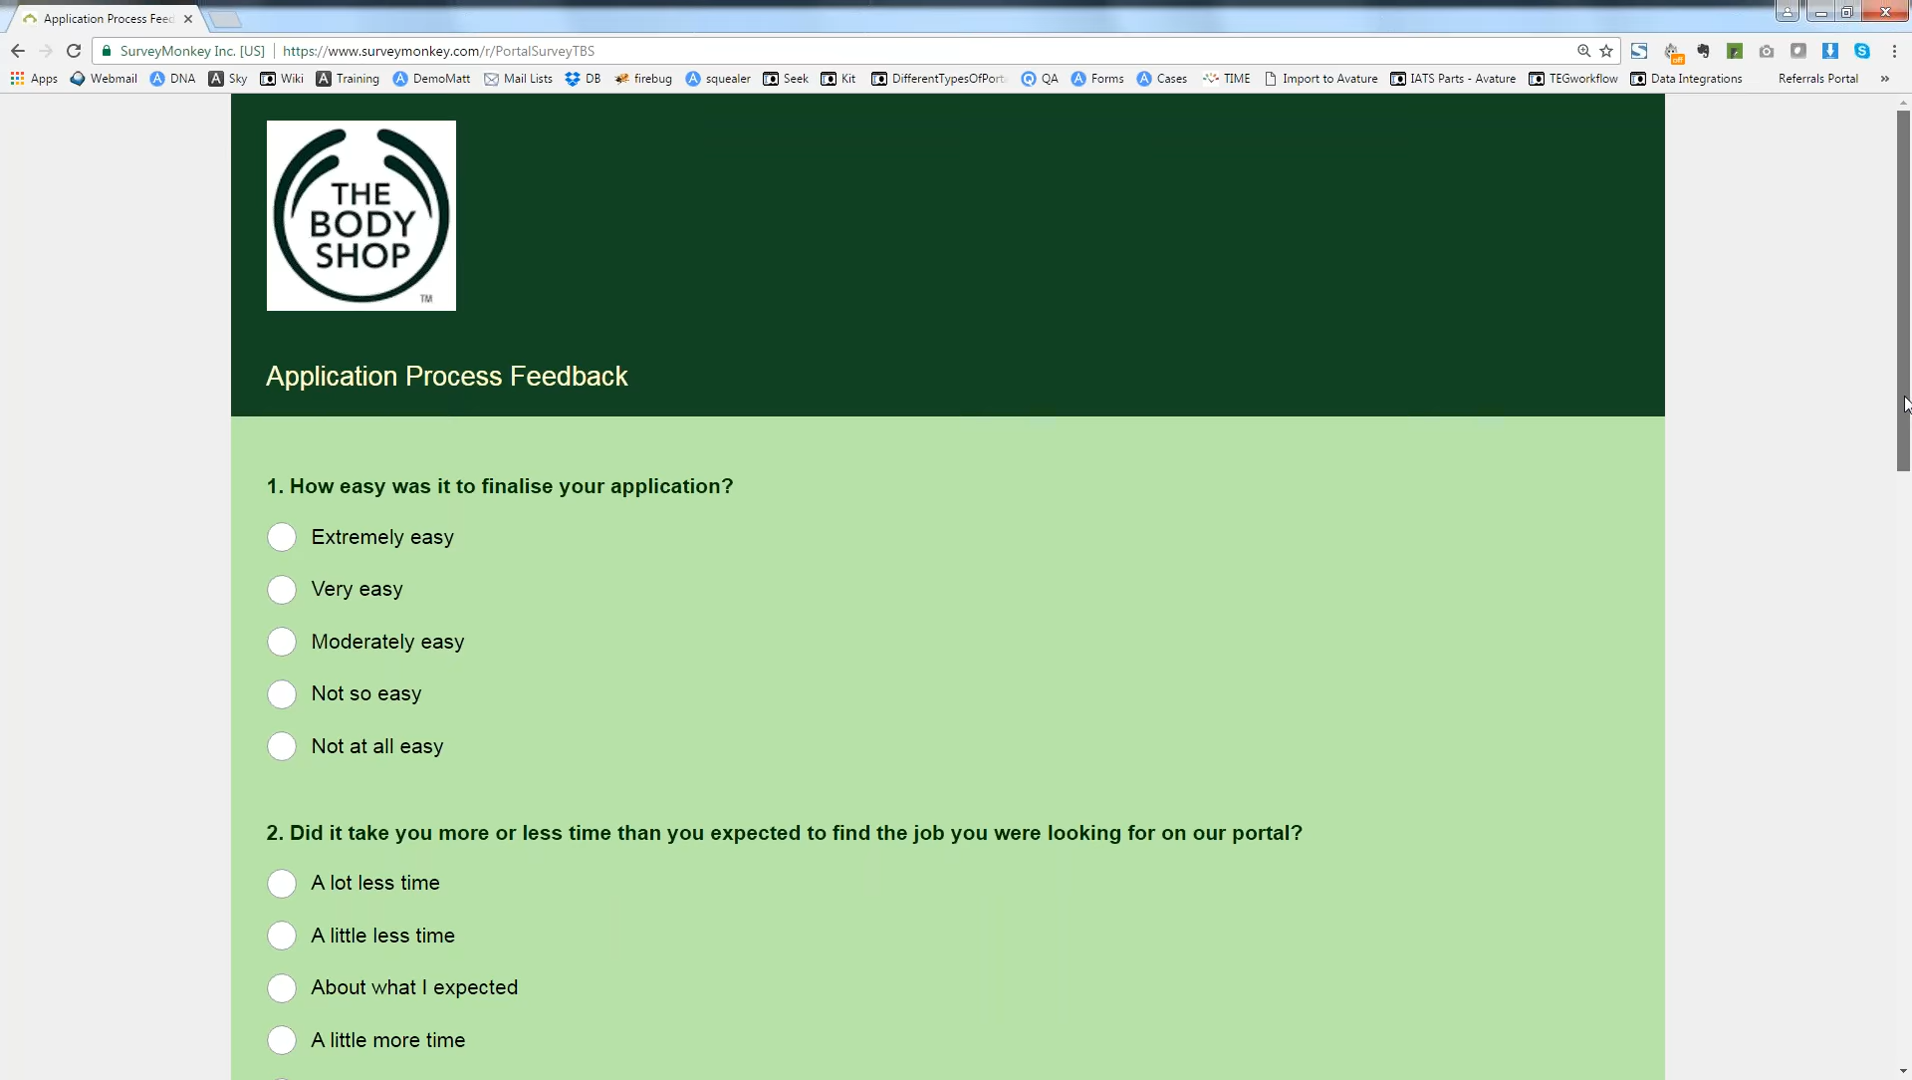 Application Process Feed
SurveyMonkey Inc. [US]
https://www.surveymonkey.com/r/PortalSurveyTBS
Apps
Webmail
DNA
Sky
Wiki
Training
DemoMatt
Mail Lists
DB
firebug
squealer
Seek
Kit
DifferentTypesOfPort
QA
Forms
Cases
TIME
Import to Avature
IATS Parts - Avature
TEGworkflow
Data Integrations
Referrals Portal
»
THE
BODY
SHOP
TM
Application Process Feedback
1. How easy was it to finalise your application?
Extremely easy
Very easy
Moderately easy
Not so easy
Not at all easy
2. Did it take you more or less time than you expected to find the job you were looking for on our portal?
A lot less time
A little less time
About what I expected
A little more time